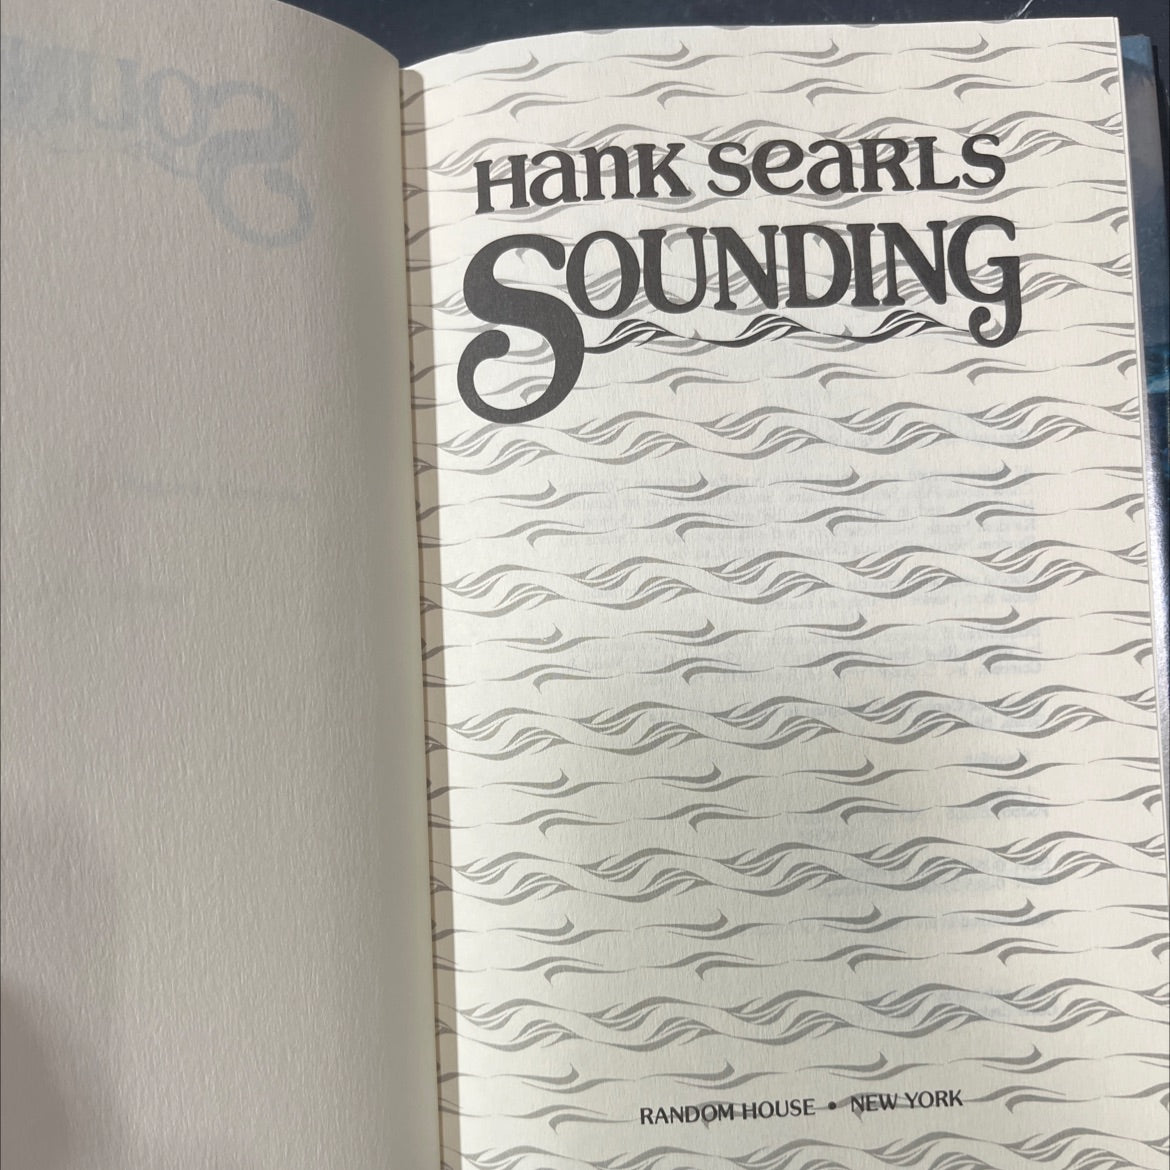 Hank Searls
Sounding
RANDOM HOUSE • NEW YORK